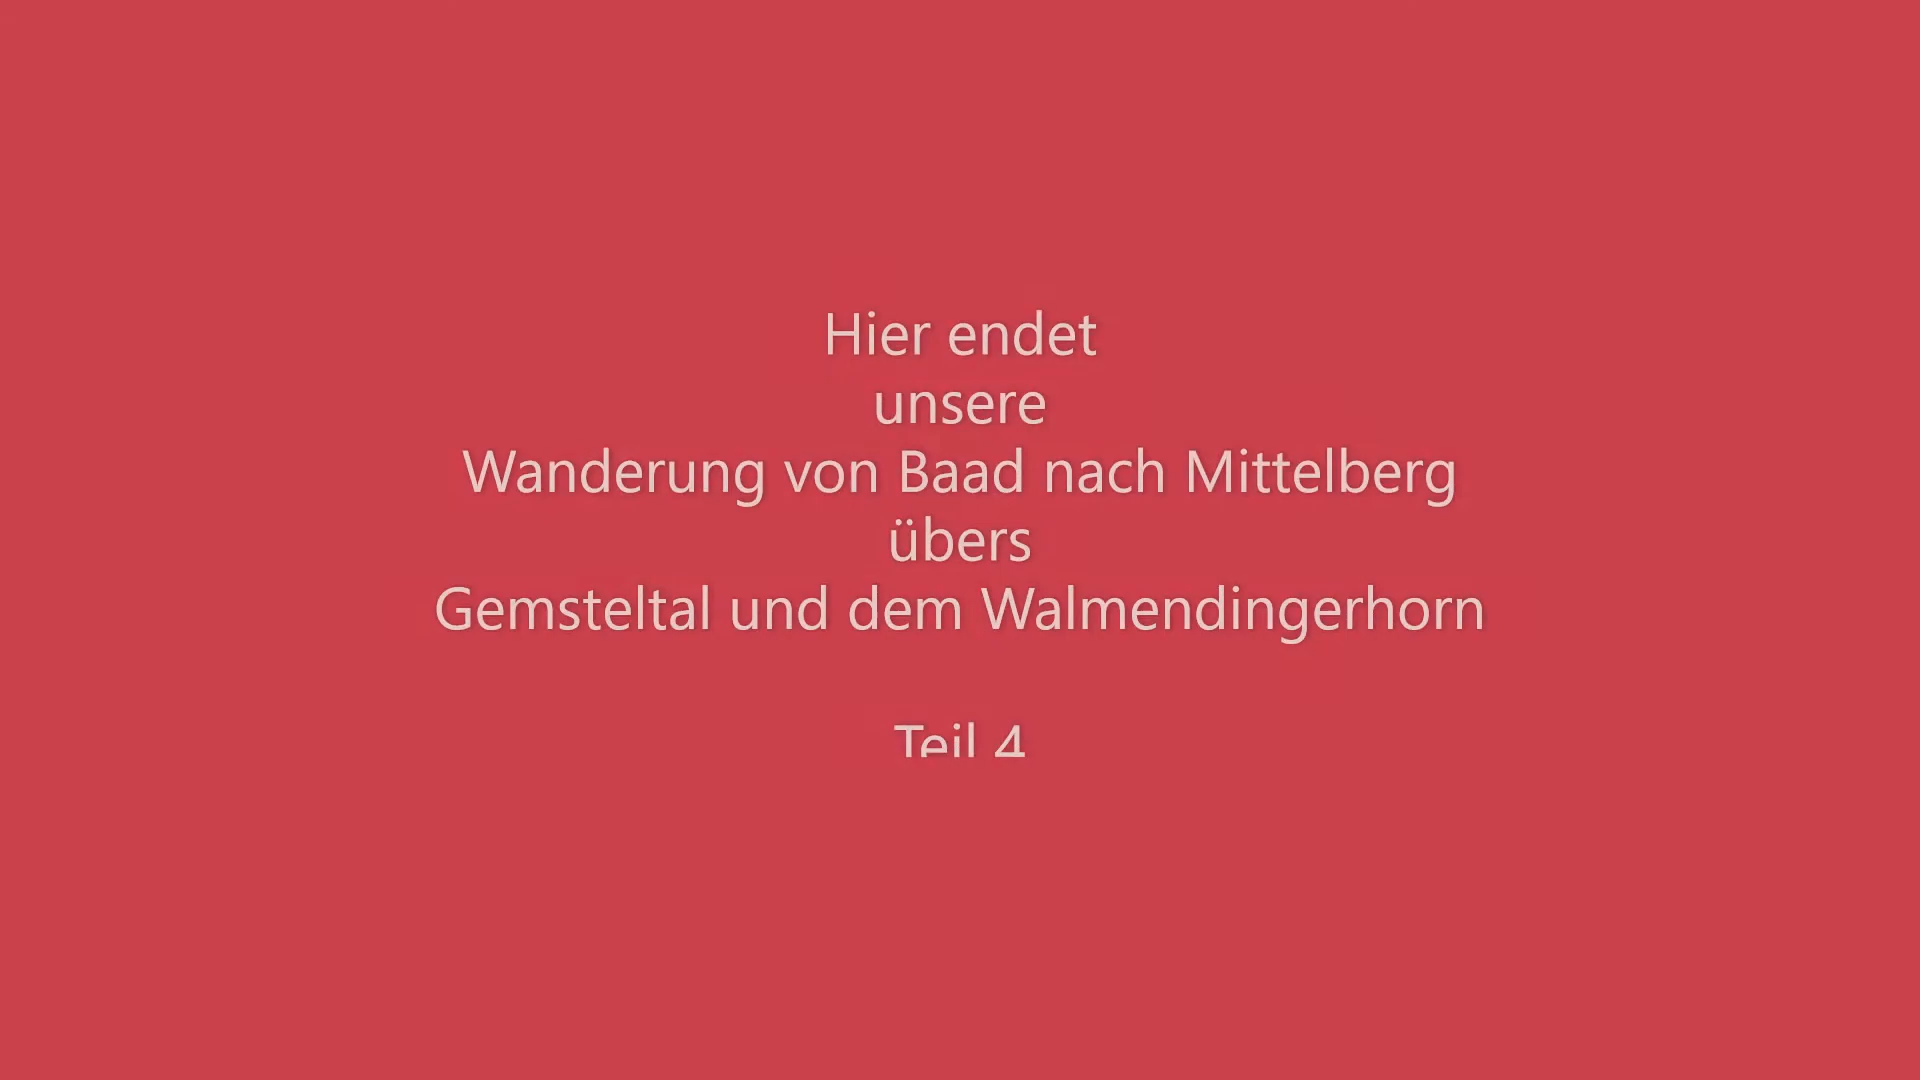 Hier endet
unsere
Wanderung von Baad nach Mittelberg
übers
Gemsteltal und dem Walmendingerhorn
Teil 4